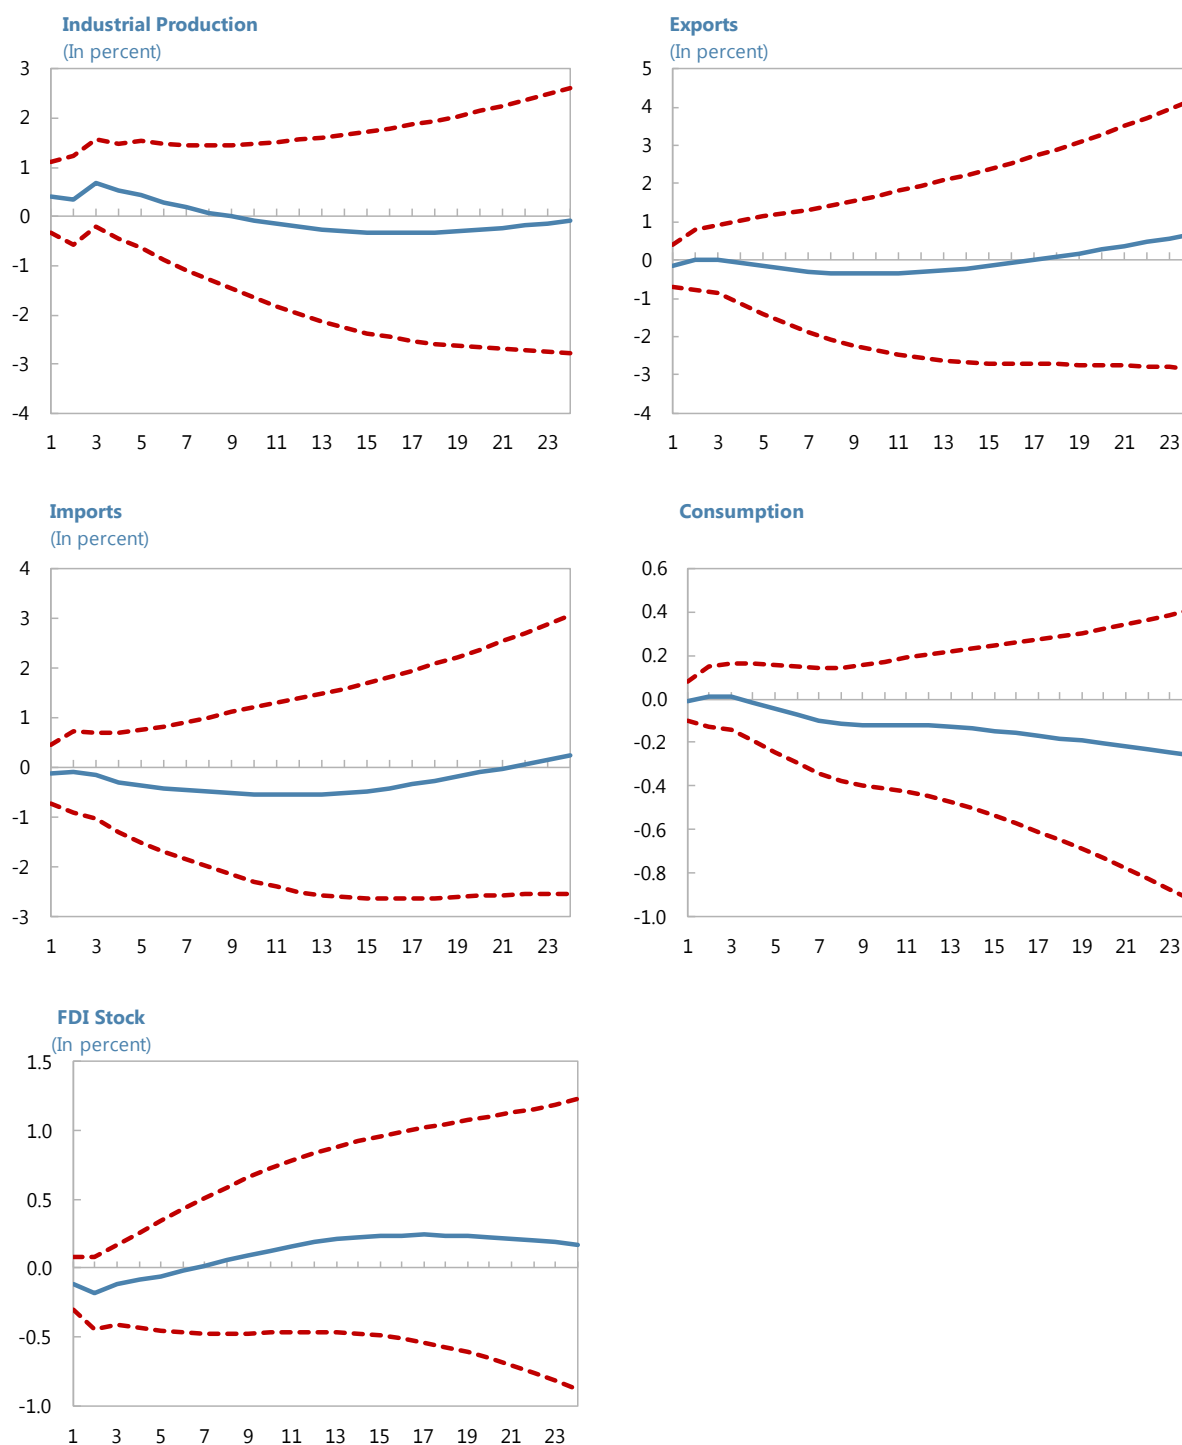 Industrial Production
(In percent)
3
2
1
0
-1
-2
-3
-4
1 3 5 7 9 11 13 15 17 19 21 23
Exports
(In percent)
5
4
3
2
1
0
-1
-2
-3
-4
1 3 5 7 9 11 13 15 17 19 21 23
Imports
(In percent)
4
3
2
1
0
-1
-2
-3
1 3 5 7 9 11 13 15 17 19 21 23
Consumption
0.6
0.4
0.2
0.0
-0.2
-0.4
-0.6
-0.8
-1.0
1 3 5 7 9 11 13 15 17 19 21 23
FDI Stock
(In percent)
1.5
1.0
0.5
0.0
-0.5
-1.0
1 3 5 7 9 11 13 15 17 19 21 23